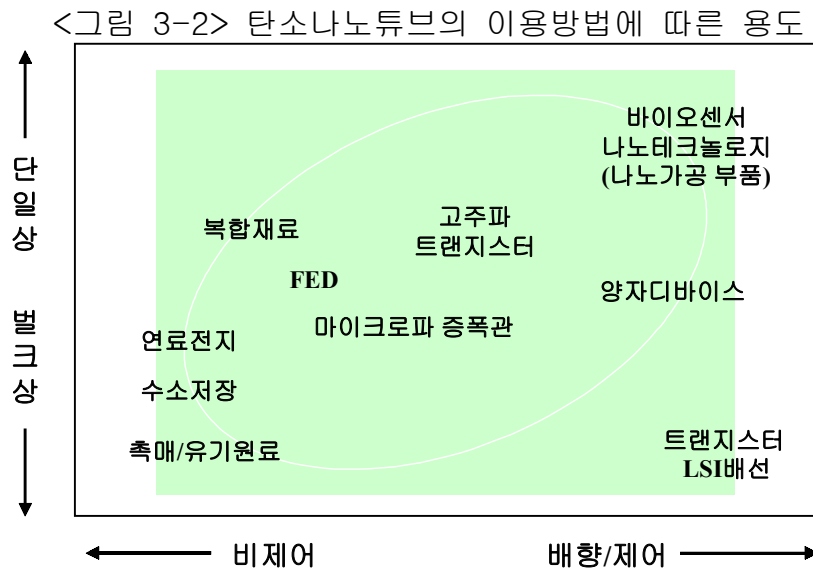 <그림 3-2> 탄소나노튜브의 이용방법에 따른 용도
단
일
상
벌
크
상
바이오센서
나노테크놀로지
(나노가공 부품)
복합재료
고주파
트랜지스터
FED
양자디바이스
마이크로파 증폭관
연료전지
수소저장
촉매/유기원료
트랜지스터
LSI배선
비제어
배향/제어